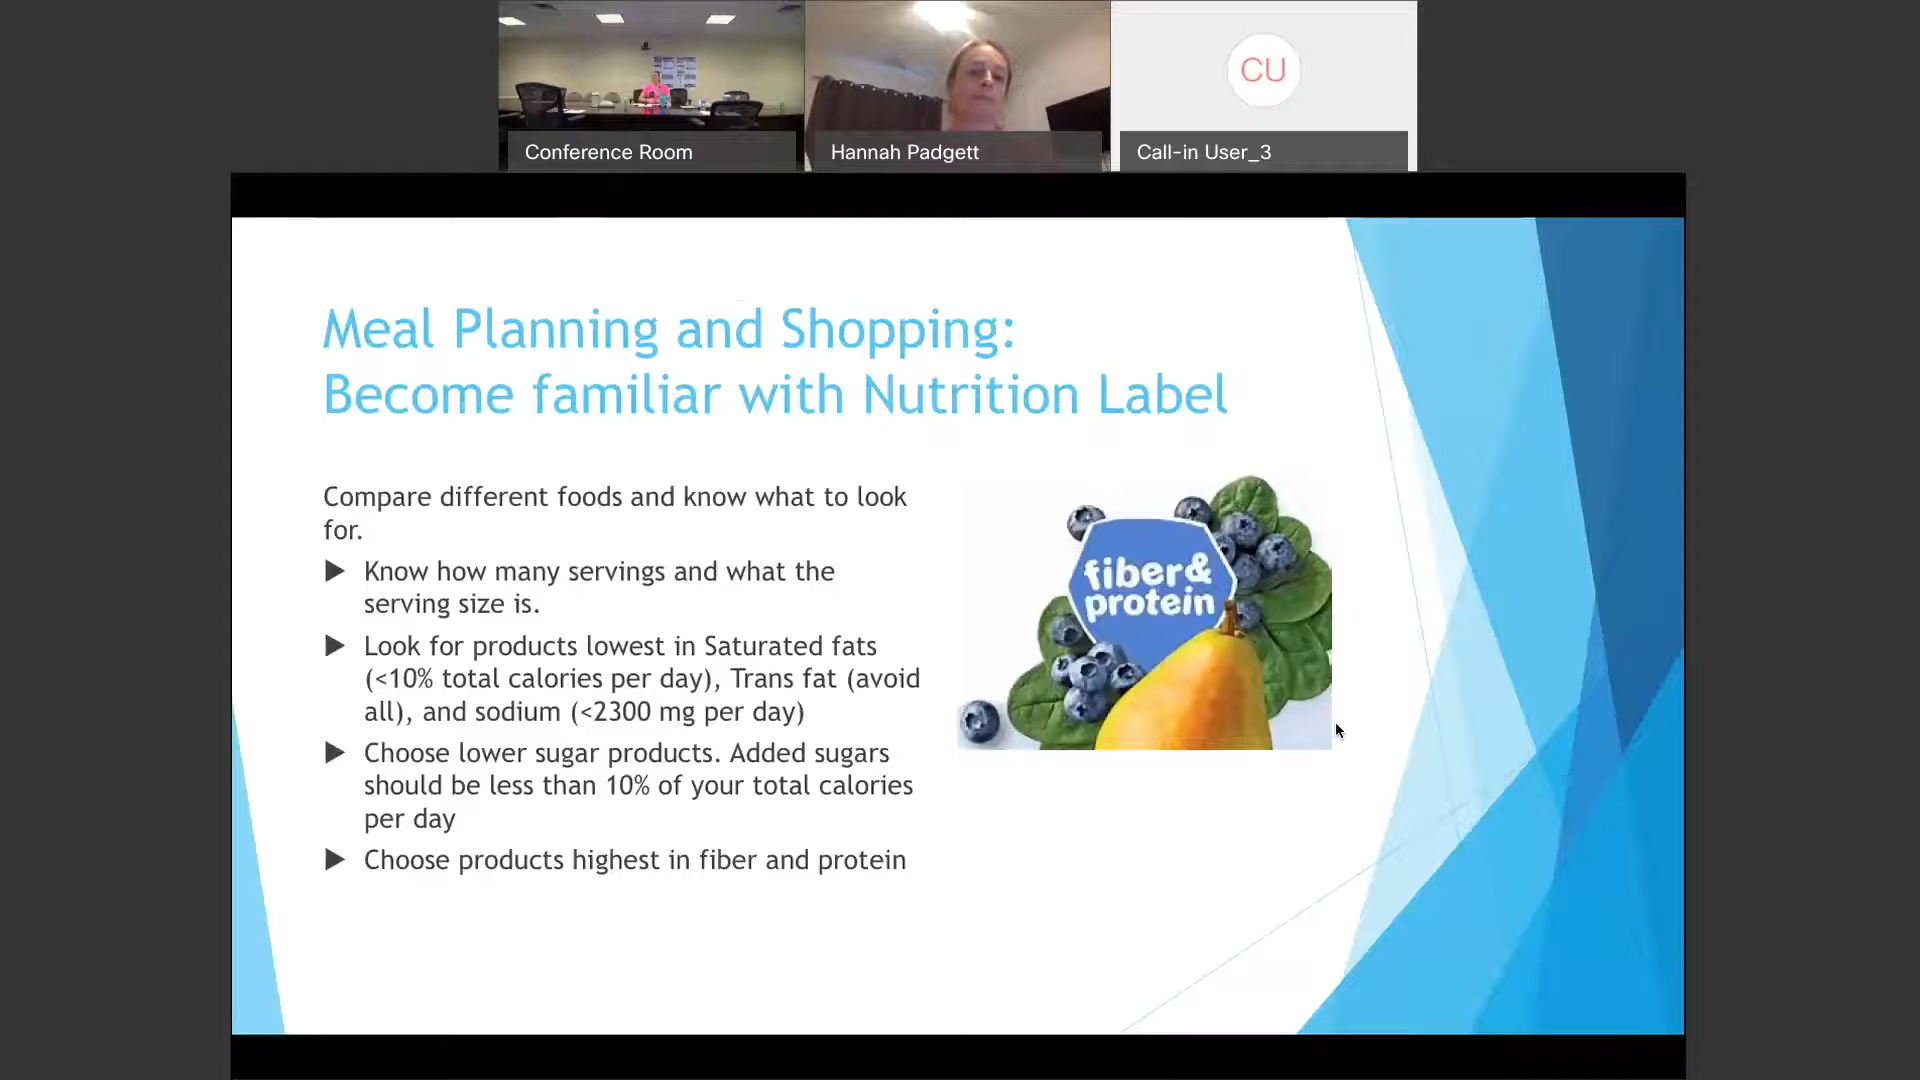 CU
Conference Room
Hannah Padgett
Call-in User_3
Meal Planning and Shopping:
Become familiar with Nutrition Label
Compare different foods and know what to look
for.
Know how many servings and what the
serving size is.
Look for products lowest in Saturated fats
(<10% total calories per day), Trans fat (avoid
all), and sodium (<2300 mg per day)
Choose lower sugar products. Added sugars
should be less than 10% of your total calories
per day
Choose products highest in fiber and protein
fiber&
protein